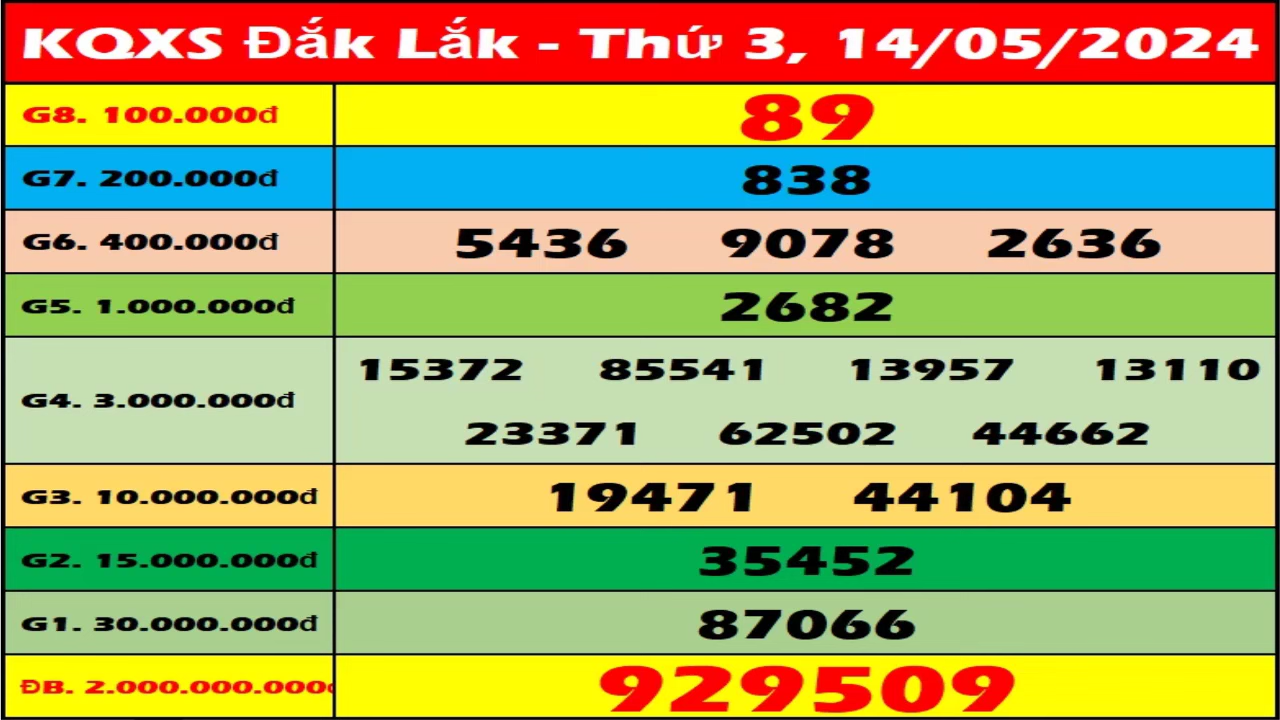 KQXS Đắk Lắk - Thứ 3, 14/05/2024
G8. 100.000đ 89
G7. 200.000đ 838
G6. 400.000đ 5436 9078 2636
G5. 1.000.000đ 2682
G4. 3.000.000đ
15372 85541 13957 13110
23371 62502 44662
G3. 10.000.000đ 19471 44104
G2. 15.000.000đ 35452
G1. 30.000.000đ 87066
ĐB. 2.000.000.000đ 929509